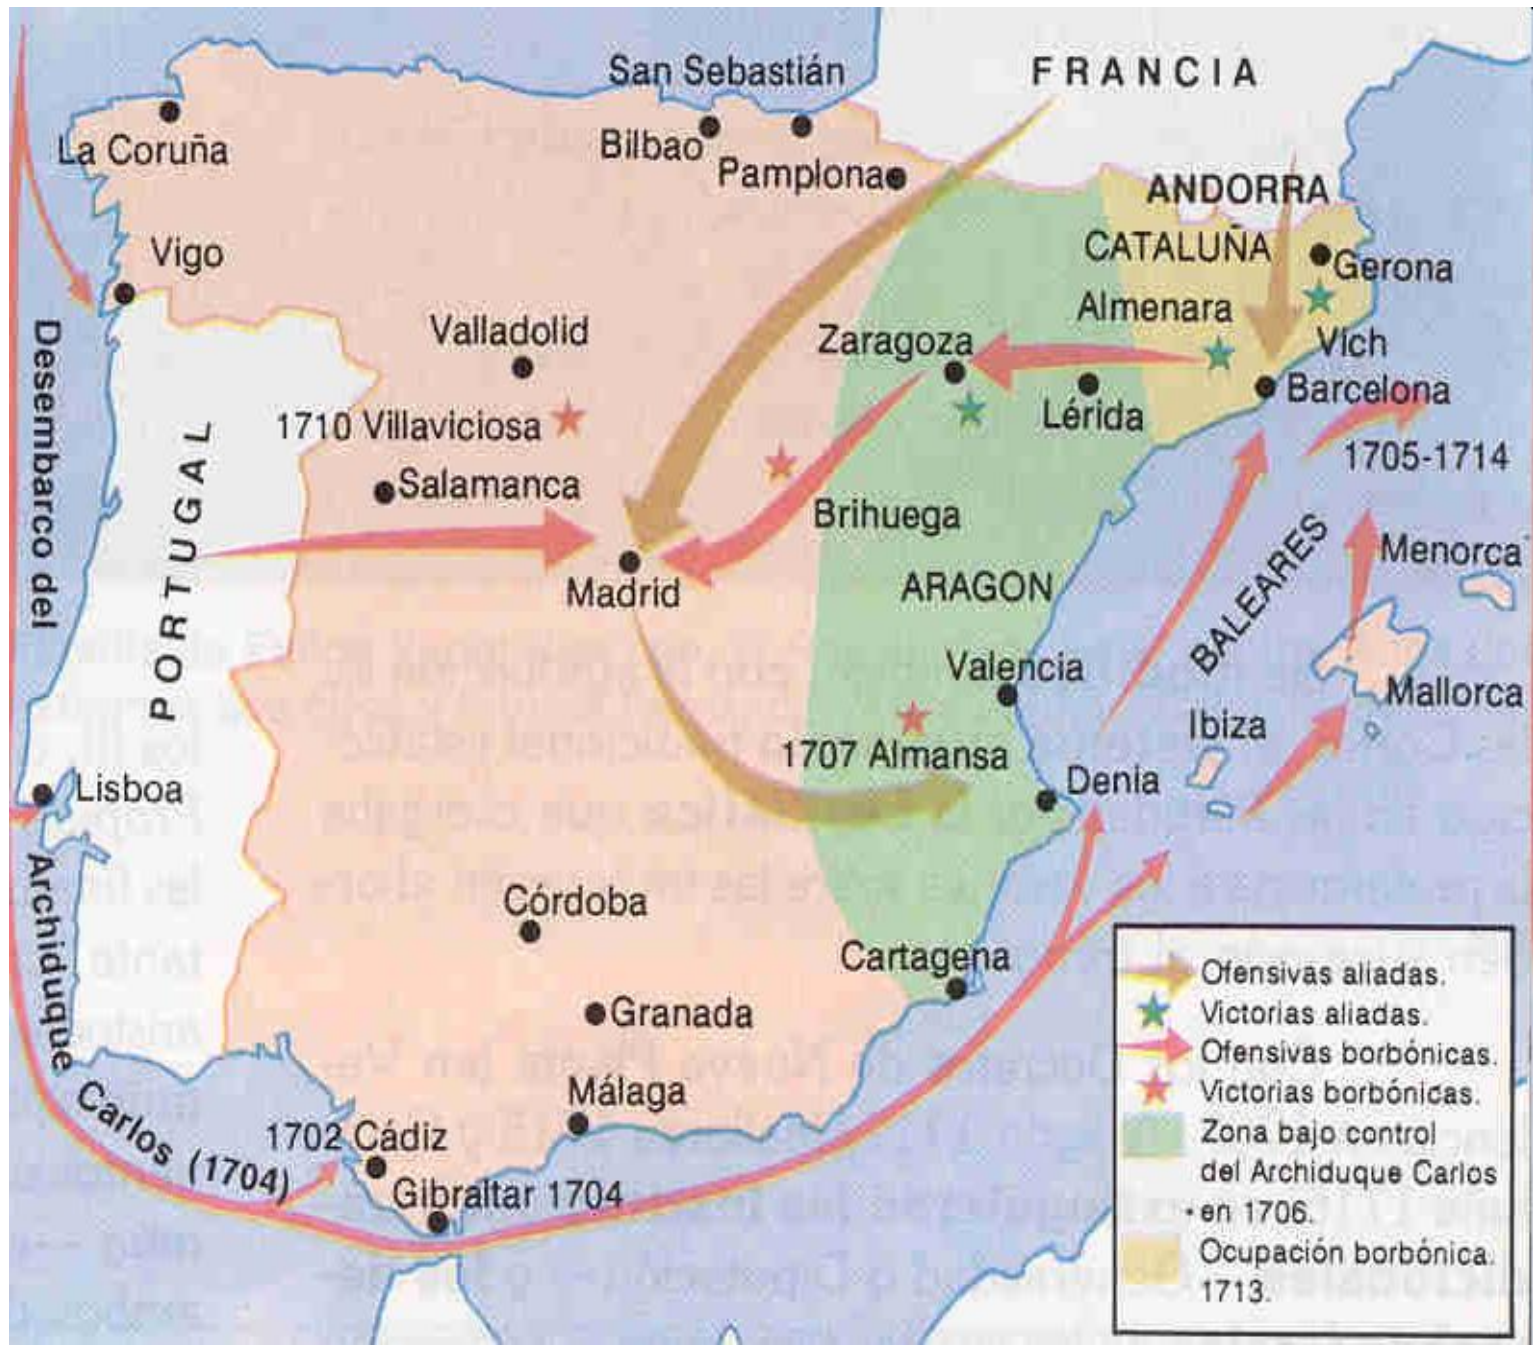 San Sebastián
FRANCIA
La Coruña
Bilbao
Pamplona
ANDORRA
Vigo
CATALUÑA
Gerona
Almenara
Valladolid
Zaragoza
Vich
Barcelona
1710 Villaviciosa
Lérida
1705-1714
Salamanca
Brihuega
Menorca
PORTUGAL
Madrid
ARAGON
BALEARES
Valencia
Mallorca
Ibiza
1707 Almansa
Denia
Lisboa
Córdoba
Cartagena
Granada
Málaga
1702 Cádiz
Gibraltar 1704
Desembarco del Archiduque Carlos (1704)
Ofensivas aliadas.
Victorias aliadas.
Ofensivas borbónicas.
Victorias borbónicas.
Zona bajo control
del Archiduque Carlos
en 1706.
Ocupación borbónica.
1713.